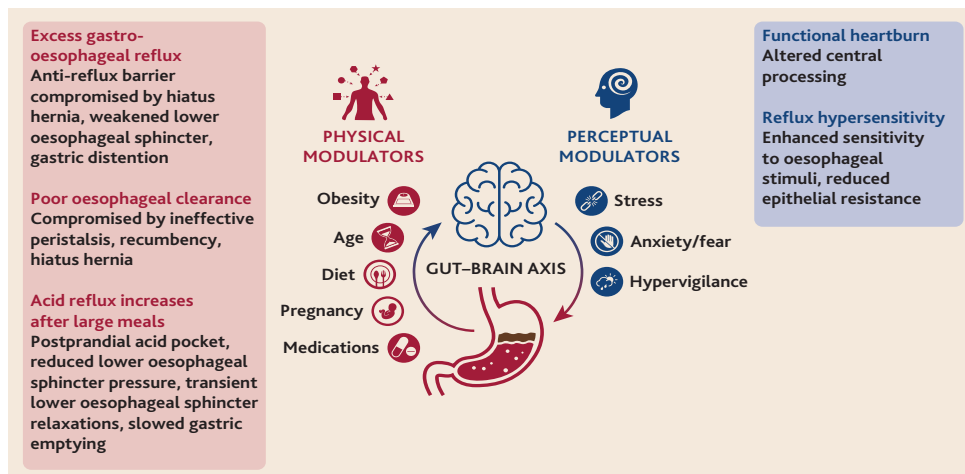 Excess gastro-
oesophageal reflux
Anti-reflux barrier
compromised by hiatus
hernia, weakened lower
oesophageal sphincter,
gastric distention
Poor oesophageal clearance
Compromised by ineffective
peristalsis, recumbency,
hiatus hernia
Acid reflux increases
after large meals
Postprandial acid pocket,
reduced lower oesophageal
sphincter pressure, transient
lower oesophageal sphincter
relaxations, slowed gastric
emptying
PHYSICAL
MODULATORS
Obesity
Age
Diet
Pregnancy
Medications
GUT–BRAIN AXIS
PERCEPTUAL
MODULATORS
Stress
Anxiety/fear
Hypervigilance
Functional heartburn
Altered central
processing
Reflux hypersensitivity
Enhanced sensitivity
to oesophageal
stimuli, reduced
epithelial resistance